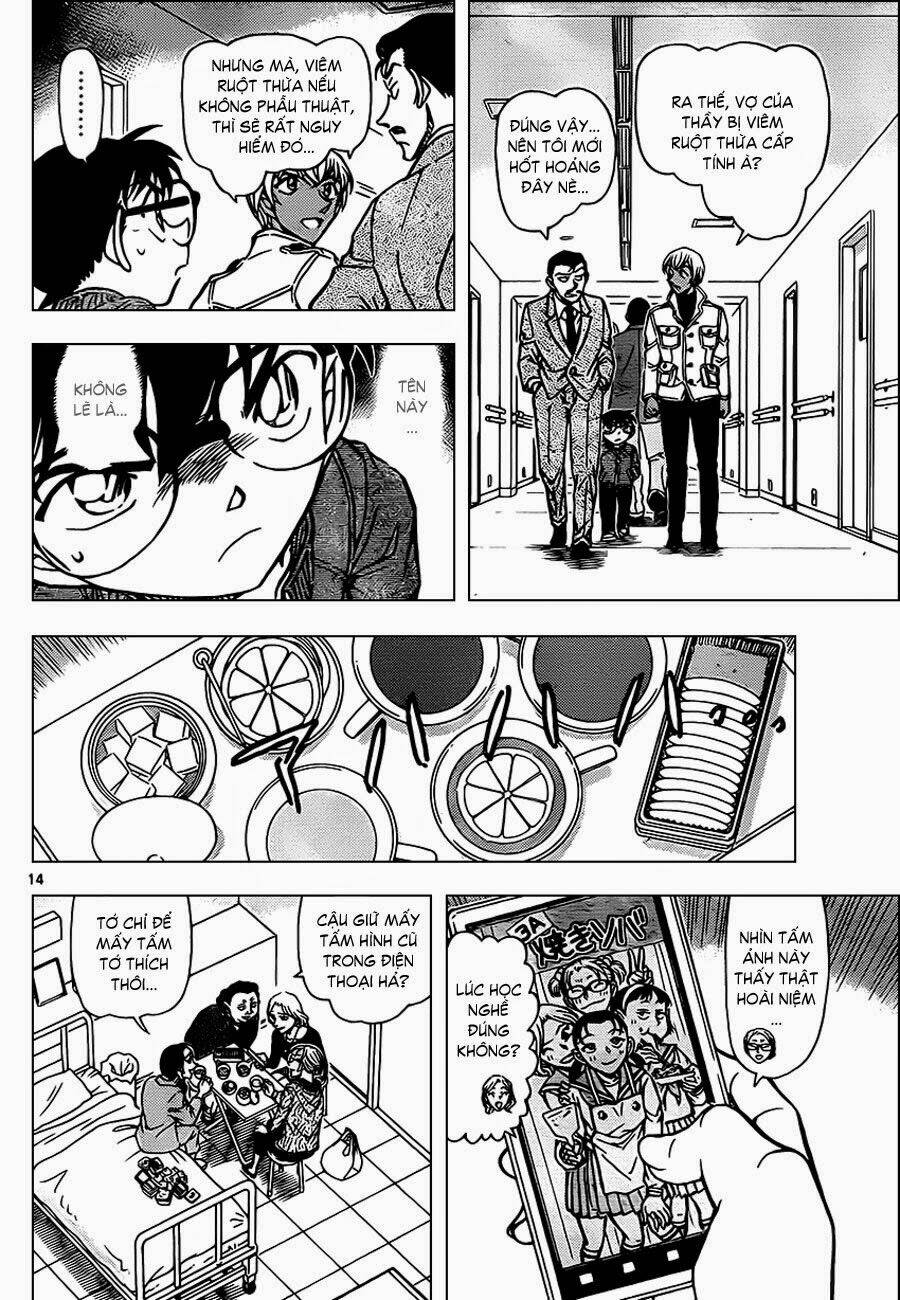 RA THẾ, VỢ CỦA
THẦY BỊ VIÊM
RUỘT THỪA CẤP
TÍNH À?
ĐÚNG VẬY...
NÊN TÔI MỚI
HỐT HOẢNG
ĐÂY NÈ...
NHƯNG MÀ, VIÊM
RUỘT THỪA NẾU
KHÔNG PHẪU THUẬT,
THÌ SẼ RẤT NGUY
HIỂM ĐÓ...
.........
TÊN
NÀY
...
KHÔNG
LẼ LÀ...
14
NHÌN TẤM
ẢNH NÀY
THẤY THẬT
HOÀI NIỆM
...
LÚC HỌC
NGHỀ
ĐÚNG
KHÔNG?
3A
焼きソバ
CẬU GIỮ MẤY
TẤM HÌNH CŨ
TRONG ĐIỆN
THOẠI HẢ?
TỚ CHỈ ĐỂ
MẤY TẤM
TỚ THÍCH
THÔI...